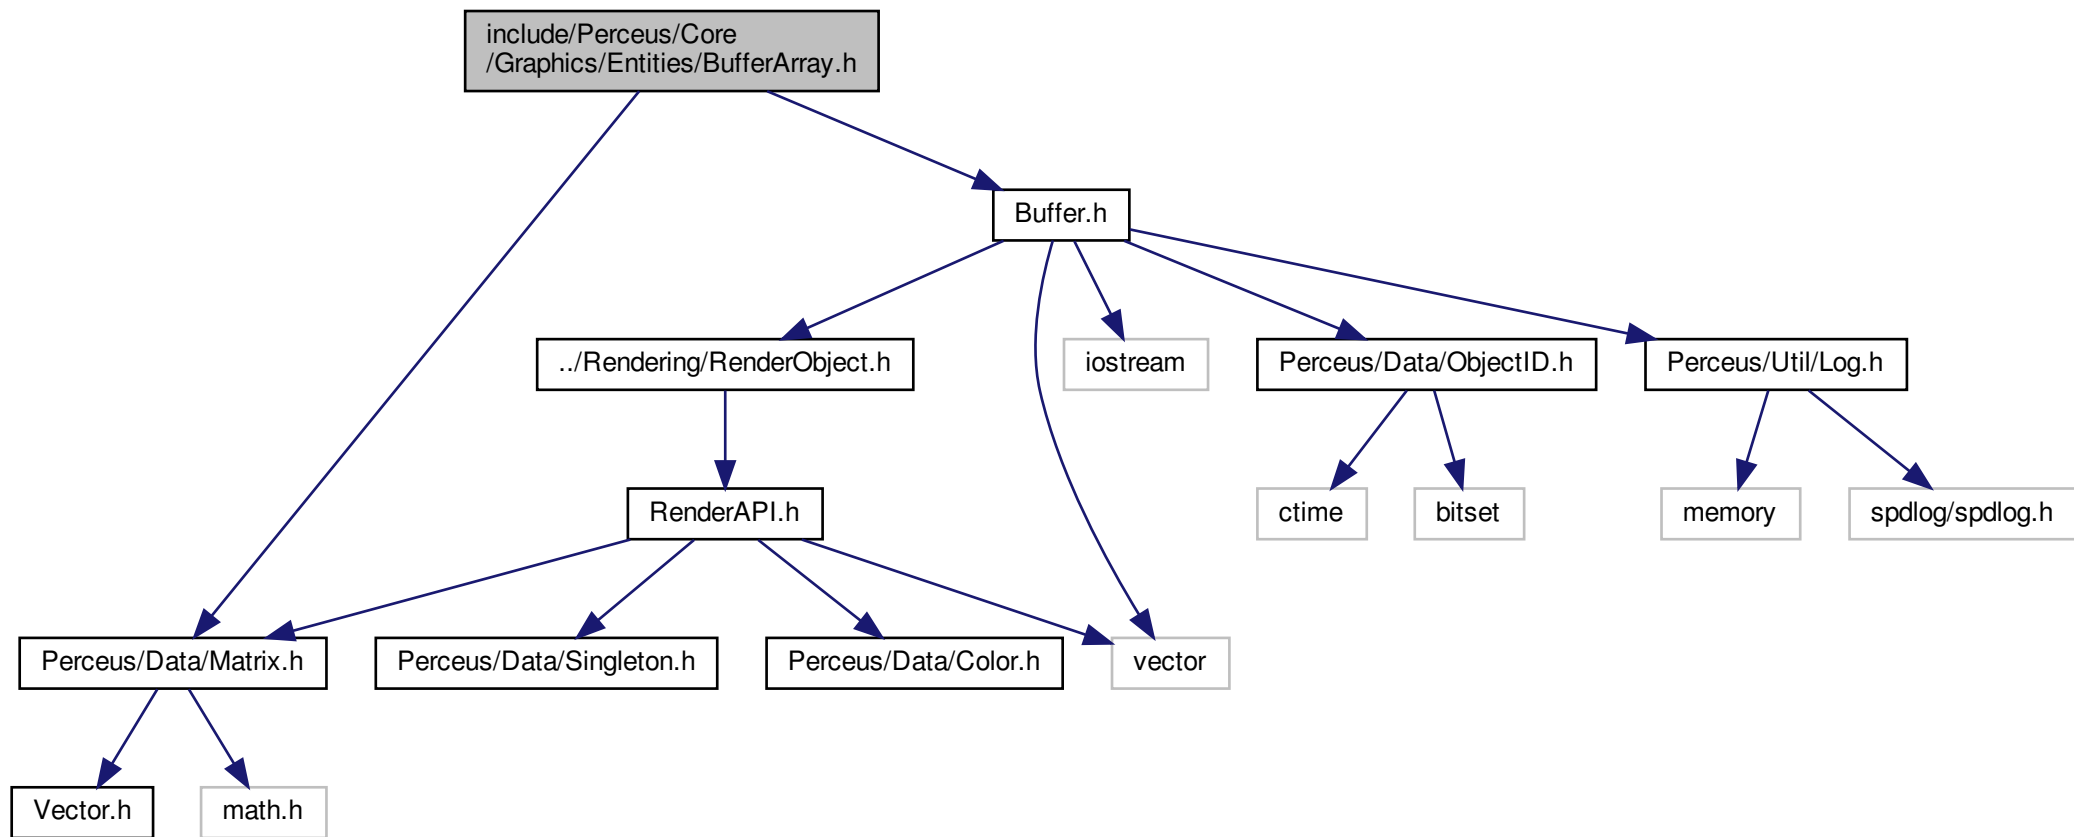 include/Perceus/Core
/Graphics/Entities/BufferArray.h
Buffer.h
../Rendering/RenderObject.h
iostream
Perceus/Data/ObjectID.h
Perceus/Util/Log.h
RenderAPI.h
ctime
bitset
memory
spdlog/spdlog.h
Perceus/Data/Matrix.h
Perceus/Data/Singleton.h
Perceus/Data/Color.h
vector
Vector.h
math.h